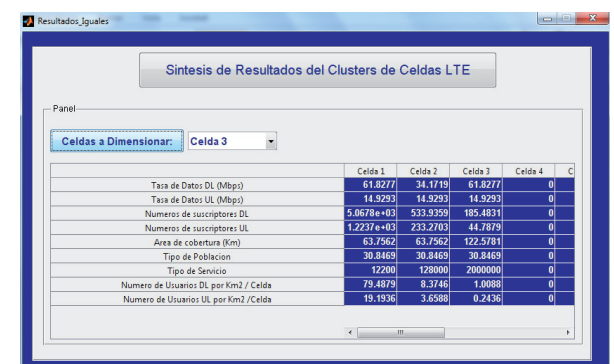 Resultados_Iguales
Sintesis de Resultados del Clusters de Celdas LTE
Panel
Celdas a Dimensionar: Celda 3
Celda 1 Celda 2 Celda 3 Celda 4 C
Tasa de Datos DL (Mbps) 61.8277 34.1719 61.8277 0
Tasa de Datos UL (Mbps) 14.9293 14.9293 14.9293 0
Numeros de suscriptores DL 5.0678e+03 533.9359 185.4831 0
Numeros de suscriptores UL 1.2237e+03 233.2703 44.7879 0
Area de cobertura (Km) 63.7562 63.7562 122.5781 0
Tipo de Poblacion 30.8469 30.8469 30.8469 0
Tipo de Servicio 12200 128000 2000000 0
Numero de Usuarios DL por Km2 / Celda 79.4879 8.3746 1.0088 0
Numero de Usuarios UL por Km2 /Celda 19.1936 3.6588 0.2436 0